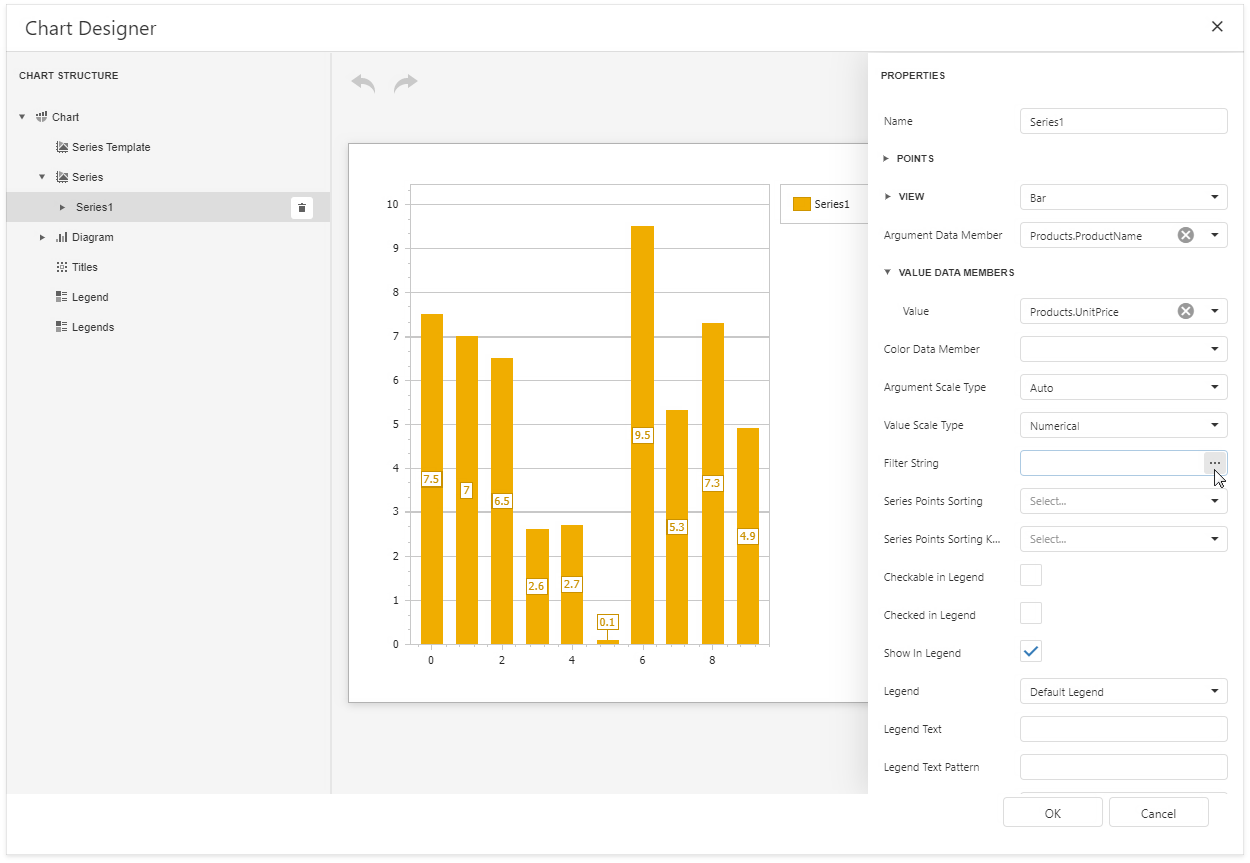 Chart Designer
CHART STRUCTURE
Chart
Series Template
Series
Series1
Diagram
Titles
Legend
Legends
10
9
8
7
6
5
4
3
2
1
0
7.5
7
6.5
2.6
2.7
0.1
9.5
5.3
7.3
4.9
0
2
4
6
8
Series1
PROPERTIES
Name
Series1
POINTS
VIEW
Bar
Argument Data Member
Products.ProductName
VALUE DATA MEMBERS
Value
Products.UnitPrice
Color Data Member
Argument Scale Type
Auto
Value Scale Type
Numerical
Filter String
...
Series Points Sorting
Select...
Series Points Sorting K...
Select...
Checkable in Legend
Checked in Legend
Show In Legend
Legend
Default Legend
Legend Text
Legend Text Pattern
OK
Cancel